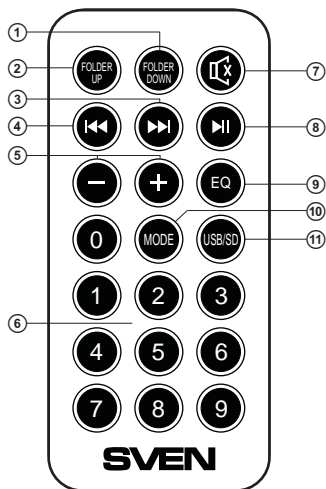 1
2 FOLDER UP FOLDER DOWN 7
3
4 8
5 − + EQ 9
10
0 MODE USB/SD 11
1 2 3
6
4 5 6
7 8 9
SVEN